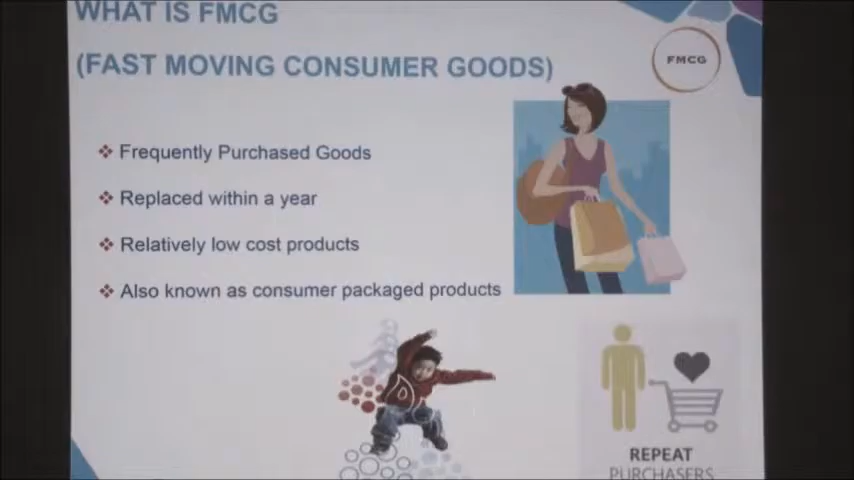 WHAT IS FMCG
(FAST MOVING CONSUMER GOODS)
FMCG
Frequently Purchased Goods
Replaced within a year
Relatively low cost products
Also known as consumer packaged products
REPEAT
PURCHASERS